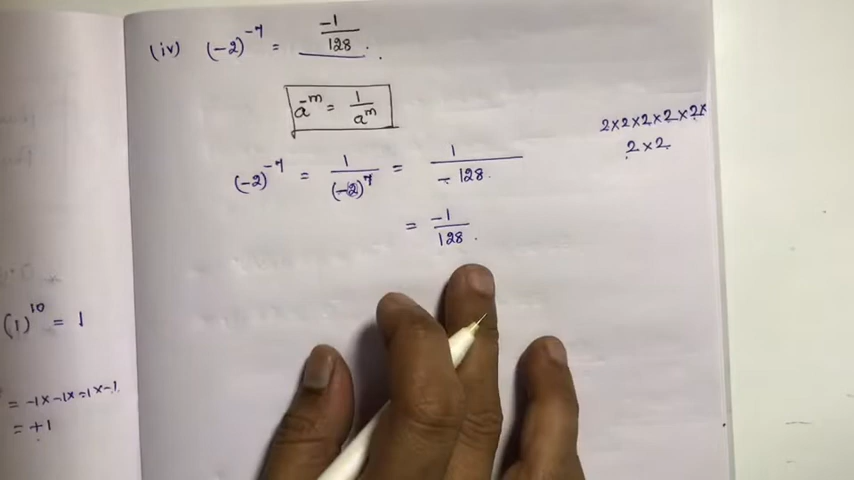 (iv) (-2)^-7 = -1/128.
a^-m = 1/a^m
2×2×2×2×2×
2×2
(-2)^-7 = 1/(-2)^7 = 1/-128.
= -1/128.
(1)^10 = 1
= -1×-1×-1×-1.
= +1